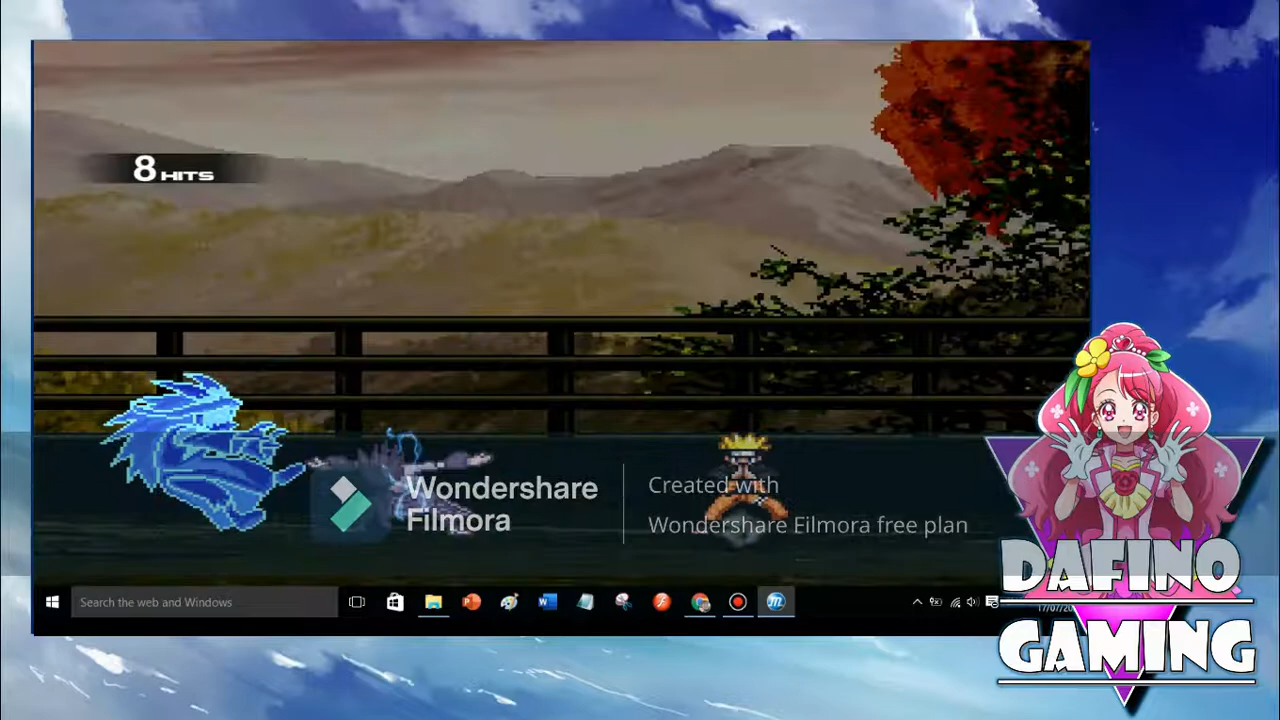 8 HITS
Wondershare
Filmora
Created with
Wondershare Filmora free plan
Search the web and Windows
DAFINO
GAMING